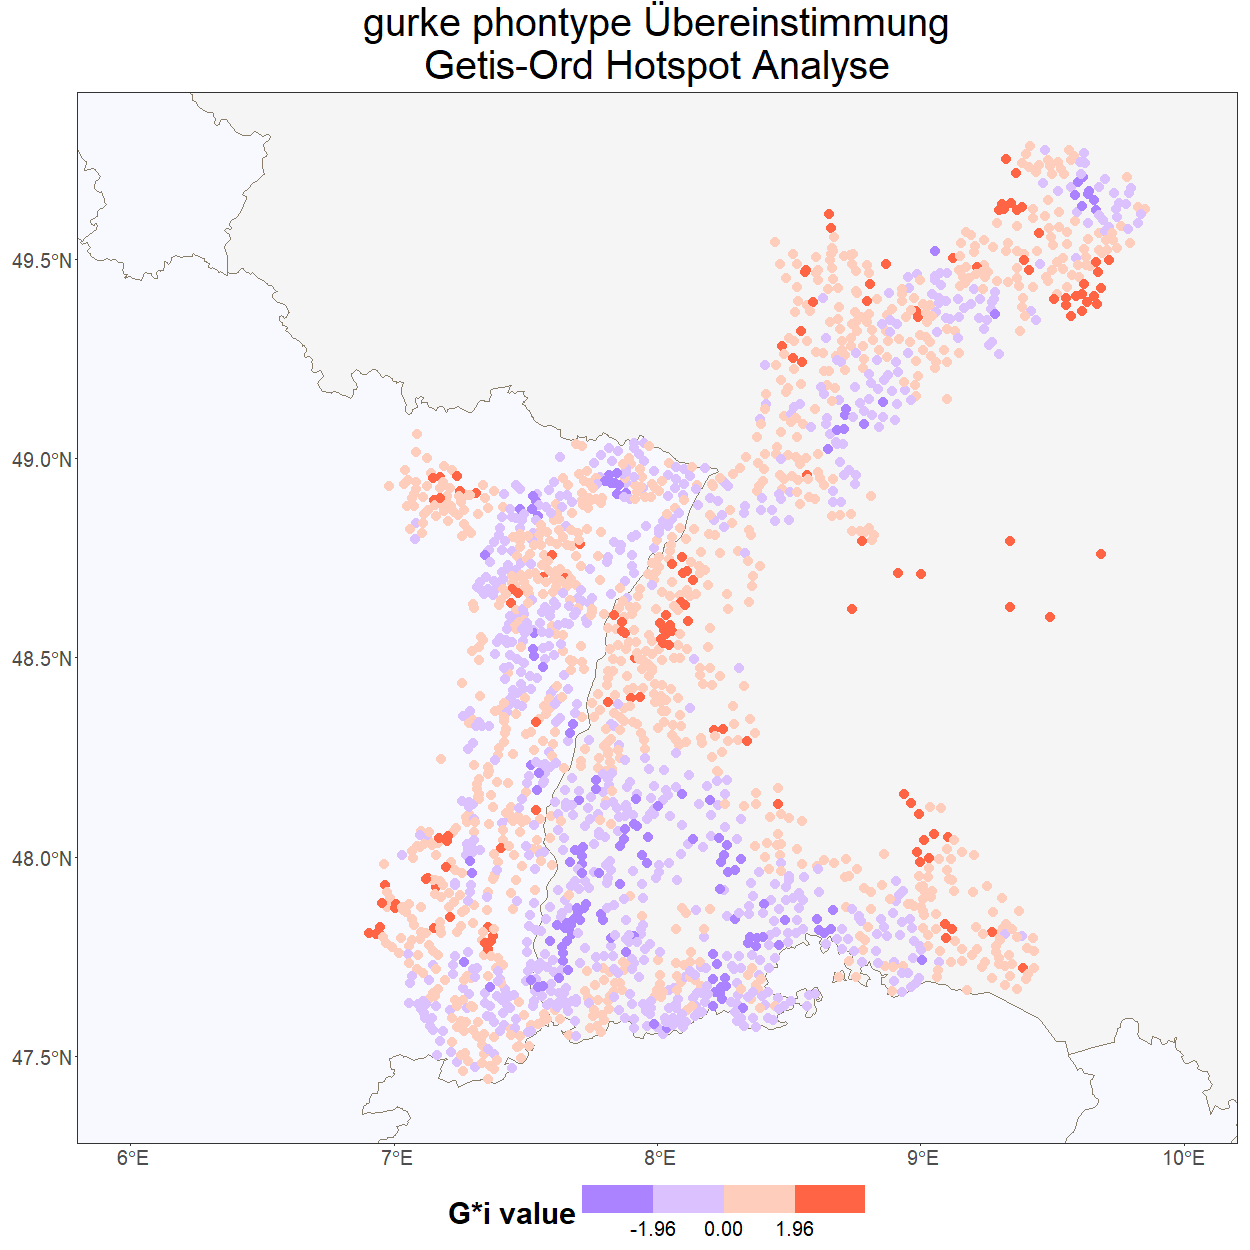 gurke phontype Übereinstimmung
Getis-Ord Hotspot Analyse
49.5°N
49.0°N
48.5°N
48.0°N
47.5°N
6°E 7°E 8°E 9°E 10°E
G*i value
-1.96 0.00 1.96